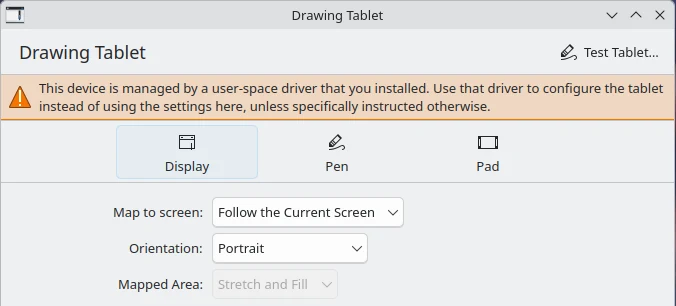 Drawing Tablet
Drawing Tablet
Test Tablet...
This device is managed by a user-space driver that you installed. Use that driver to configure the tablet
instead of using the settings here, unless specifically instructed otherwise.
Display
Pen
Pad
Map to screen: Follow the Current Screen
Orientation: Portrait
Mapped Area: Stretch and Fill